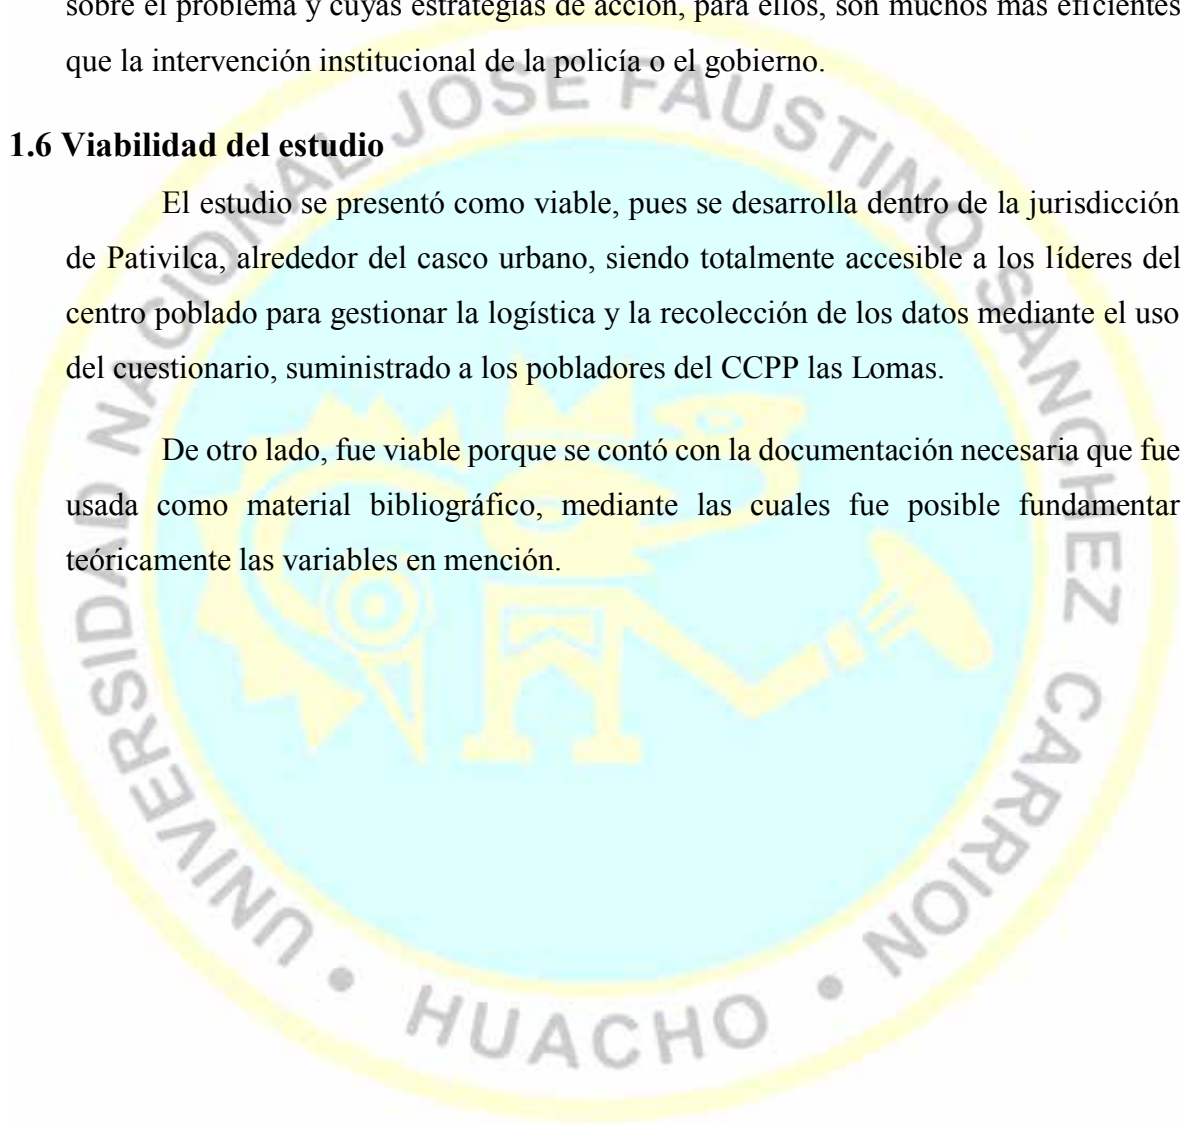 sobre el problema y cuyas estrategias de acción, para ellos, son muchos más eficientes
que la intervención institucional de la policía o el gobierno.
1.6 Viabilidad del estudio
El estudio se presentó como viable, pues se desarrolla dentro de la jurisdicción
de Pativilca, alrededor del casco urbano, siendo totalmente accesible a los líderes del
centro poblado para gestionar la logística y la recolección de los datos mediante el uso
del cuestionario, suministrado a los pobladores del CCPP las Lomas.
De otro lado, fue viable porque se contó con la documentación necesaria que fue
usada como material bibliográfico, mediante las cuales fue posible fundamentar
teóricamente las variables en mención.
UNIVERSIDAD NACIONAL JOSE FAUSTINO SANCHEZ CARRION
• HUACHO •